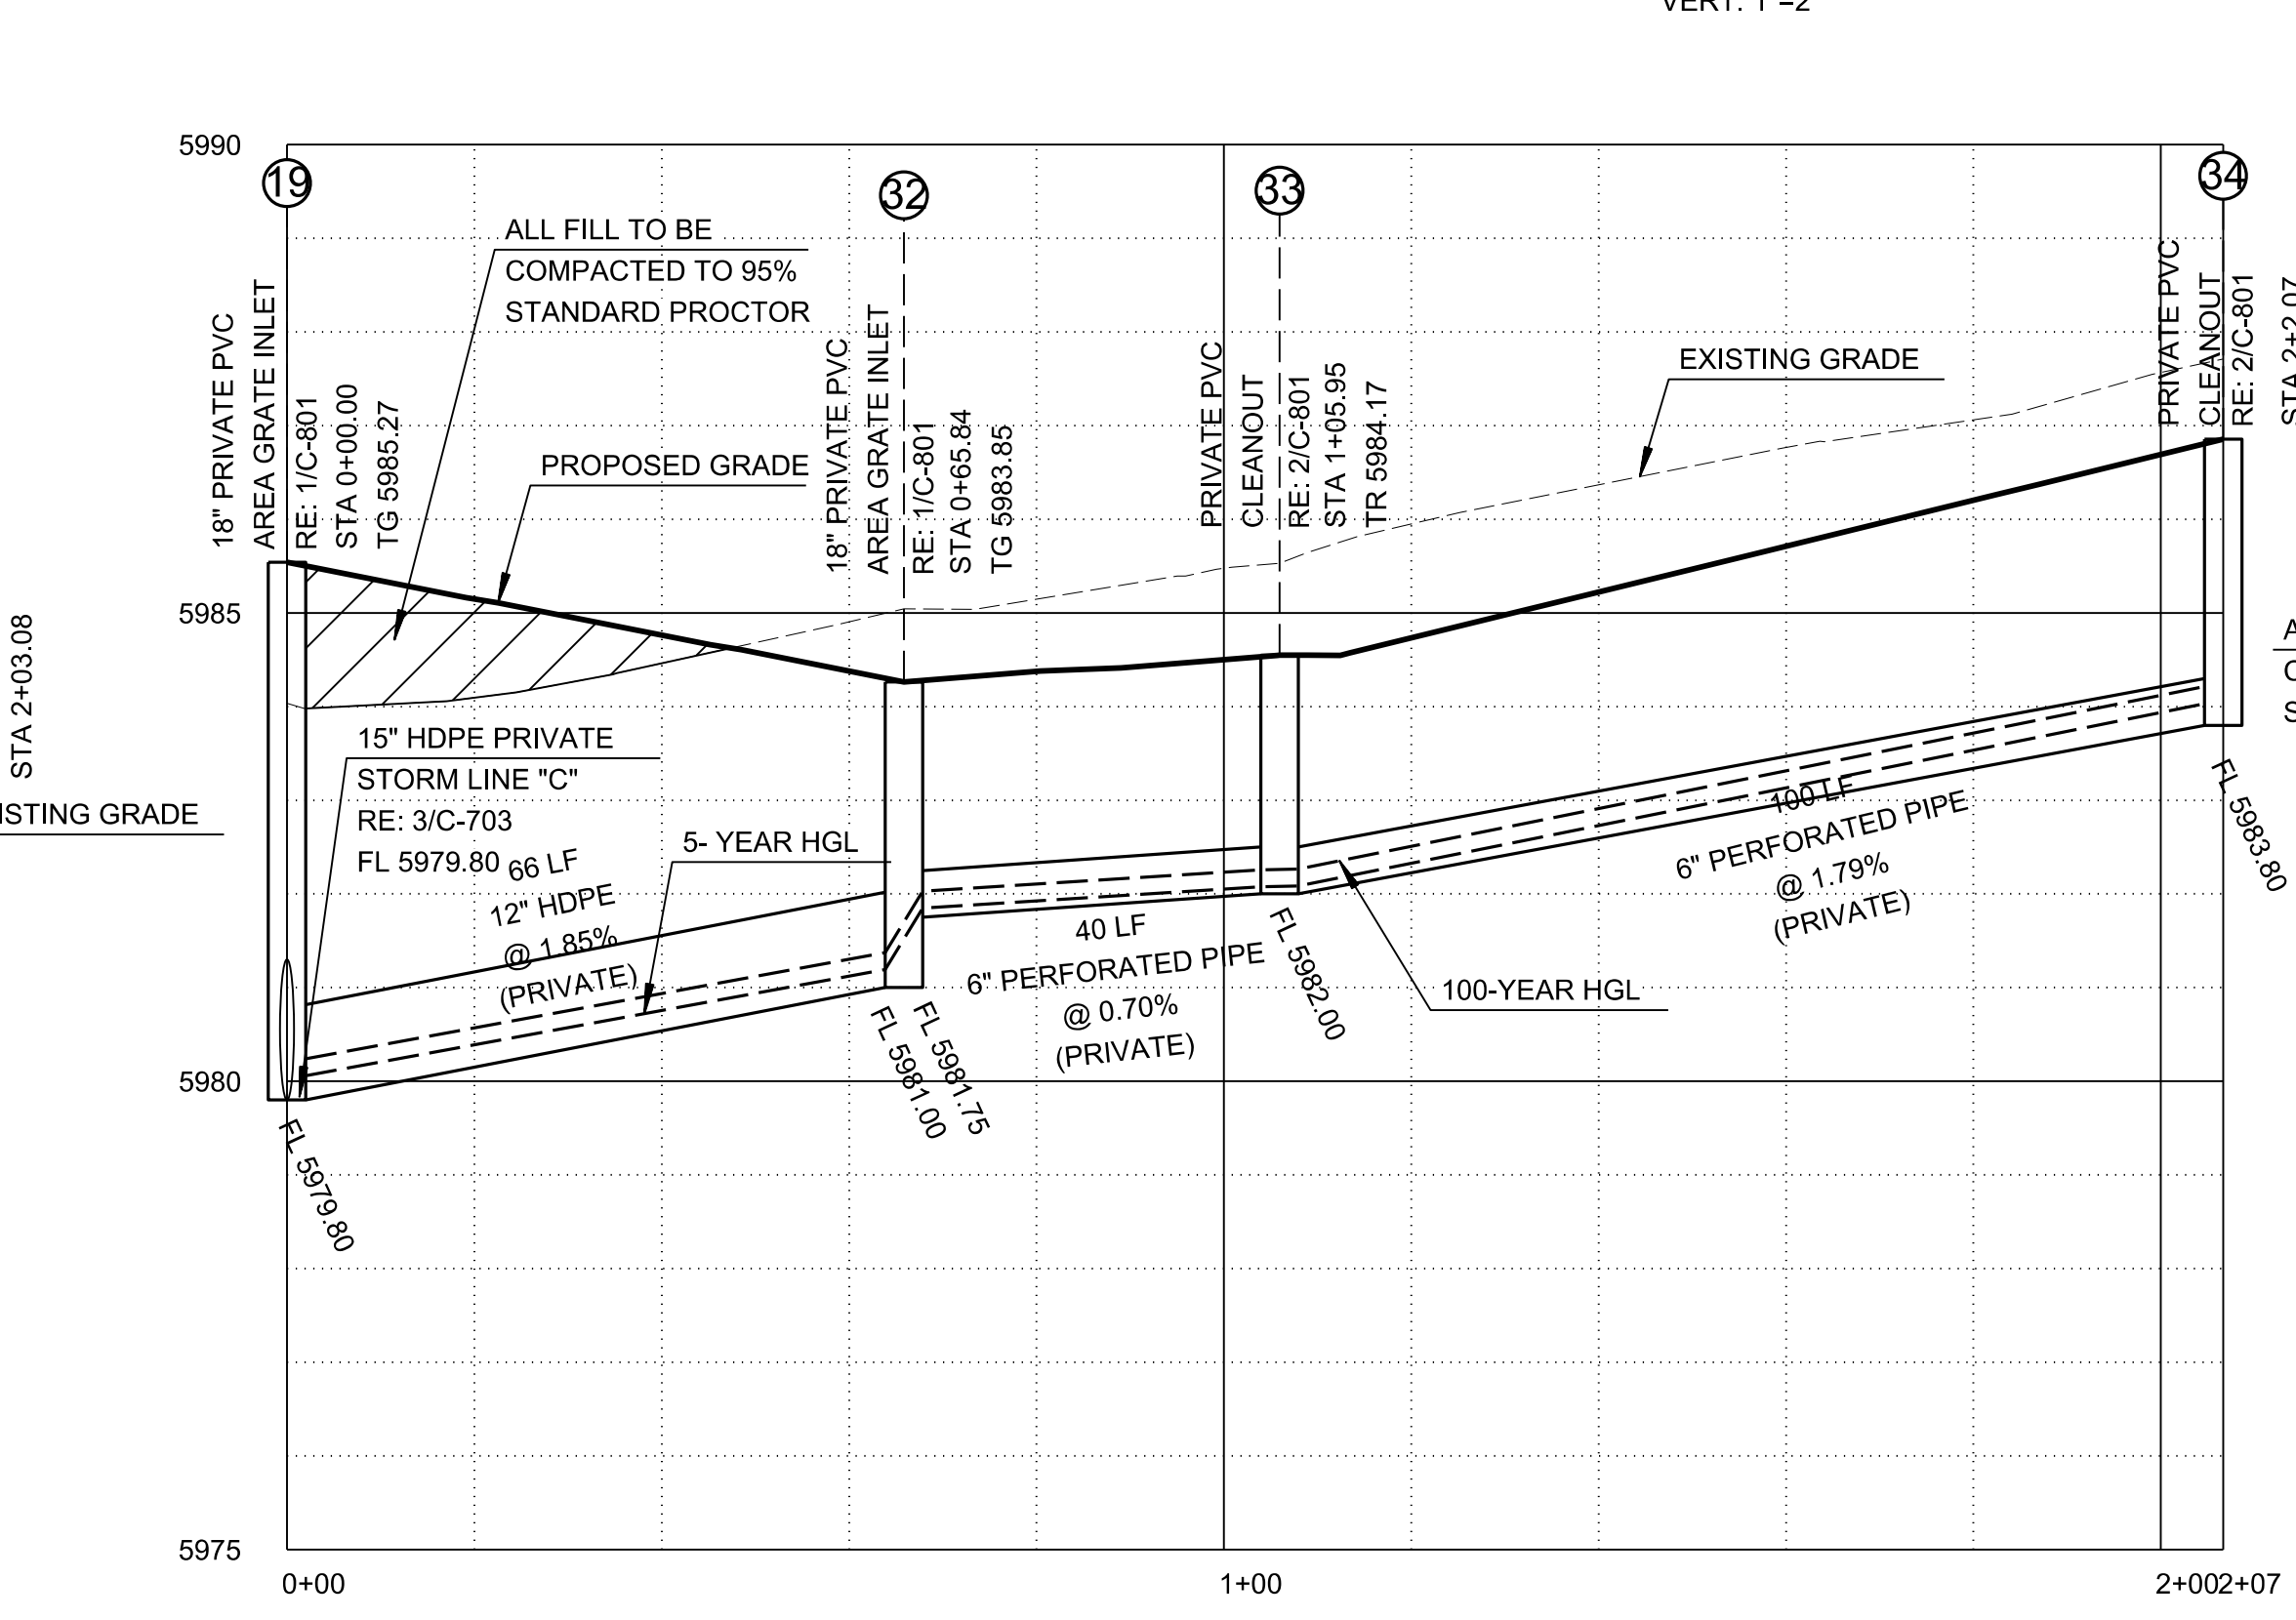 5990
19
32
33
34
ALL FILL TO BE
COMPACTED TO 95%
STANDARD PROCTOR
18" PRIVATE PVC
AREA GRATE INLET
RE: 1/C-801
STA 0+00.00
TG 5985.27
PROPOSED GRADE
18" PRIVATE PVC
AREA GRATE INLET
RE: 1/C-801
STA 0+65.84
TG 5983.85
PRIVATE PVC
CLEANOUT
RE: 2/C-801
STA 1+05.95
TR 5984.17
EXISTING GRADE
PRIVATE PVC
CLEANOUT
RE: 2/C-801
STA 2+2.07
5985
STA 2+03.08
ISTING GRADE
15" HDPE PRIVATE
STORM LINE "C"
RE: 3/C-703
FL 5979.80
66 LF
12" HDPE
@ 1.85%
(PRIVATE)
5- YEAR HGL
40 LF
6" PERFORATED PIPE
@ 0.70%
(PRIVATE)
100 LF
6" PERFORATED PIPE
@ 1.79%
(PRIVATE)
100-YEAR HGL
FL 5979.80
FL 5981.00
FL 5981.75
FL 5982.00
FL 5983.80
5980
5975
0+00
1+00
2+00
2+07